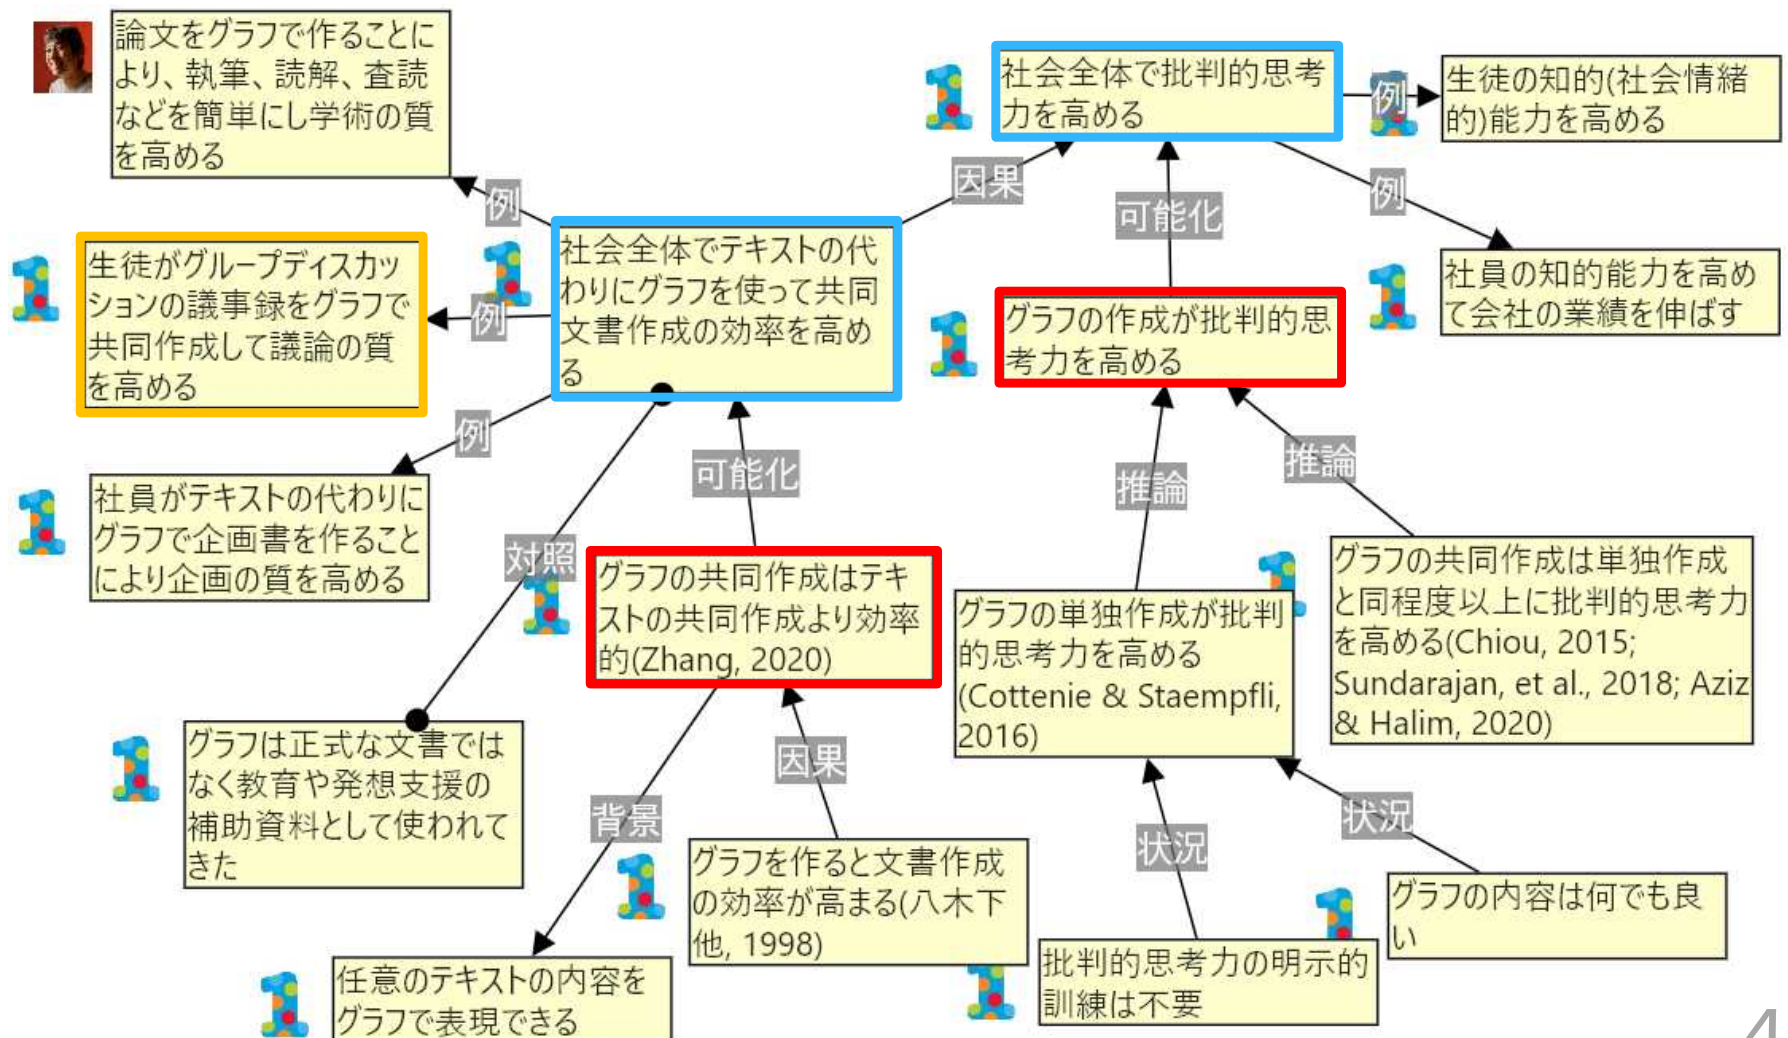 論文をグラフで作ることに
より、執筆、読解、査読
などを簡単にし学術の質
を高める
社会全体で批判的思考
力を高める
例
生徒の知的(社会情緒
的)能力を高める
因果
可能化
例
例
生徒がグループディスカッ
ションの議事録をグラフで
共同作成して議論の質
を高める
例
社会全体でテキストの代
わりにグラフを使って共同
文書作成の効率を高め
る
グラフの作成が批判的思
考力を高める
社員の知的能力を高め
て会社の業績を伸ばす
例
社員がテキストの代わりに
グラフで企画書を作ること
により企画の質を高める
可能化
推論
推論
対照
グラフの共同作成はテキ
ストの共同作成より効率
的(Zhang, 2020)
グラフの単独作成が批判
的思考力を高める
(Cottenie & Staempfli,
2016)
グラフの共同作成は単独作成
と同程度以上に批判的思考力
を高める(Chiou, 2015;
Sundarajan, et al., 2018; Aziz
& Halim, 2020)
グラフは正式な文書では
なく教育や発想支援の
補助資料として使われて
きた
因果
背景
状況
状況
グラフを作ると文書作成
の効率が高まる(八木下
他, 1998)
グラフの内容は何でも良
い
批判的思考力の明示的
訓練は不要
任意のテキストの内容を
グラフで表現できる
4